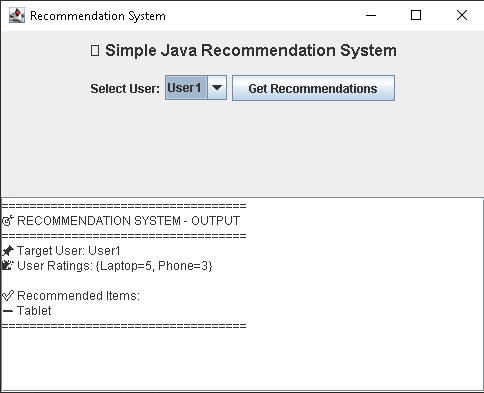 Recommendation System
Simple Java Recommendation System
Select User: User1 Get Recommendations
===================================
🎯 RECOMMENDATION SYSTEM - OUTPUT
===================================
📌 Target User: User1
User Ratings: {Laptop=5, Phone=3}
✅ Recommended Items:
➖ Tablet
===================================